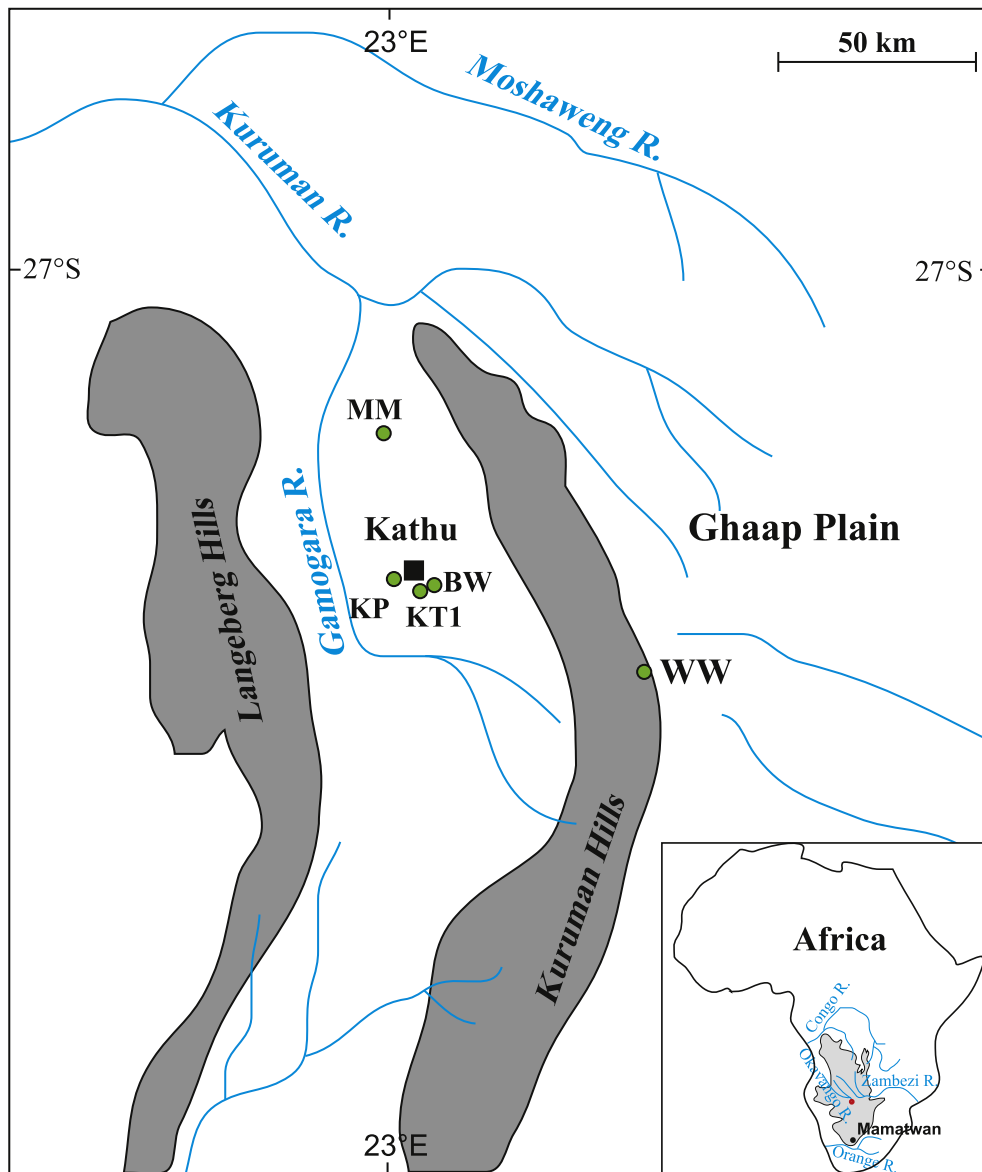 23°E
50 km
Moshaweng R.
Kuruman R.
27°S
27°S
MM
Gamogara R.
Kathu
Ghaap Plain
Langeberg Hills
BW
KP
KT1
WW
Kuruman Hills
Africa
Congo R.
Okavango R.
Zambezi R.
Mamatwan
Orange R.
23°E